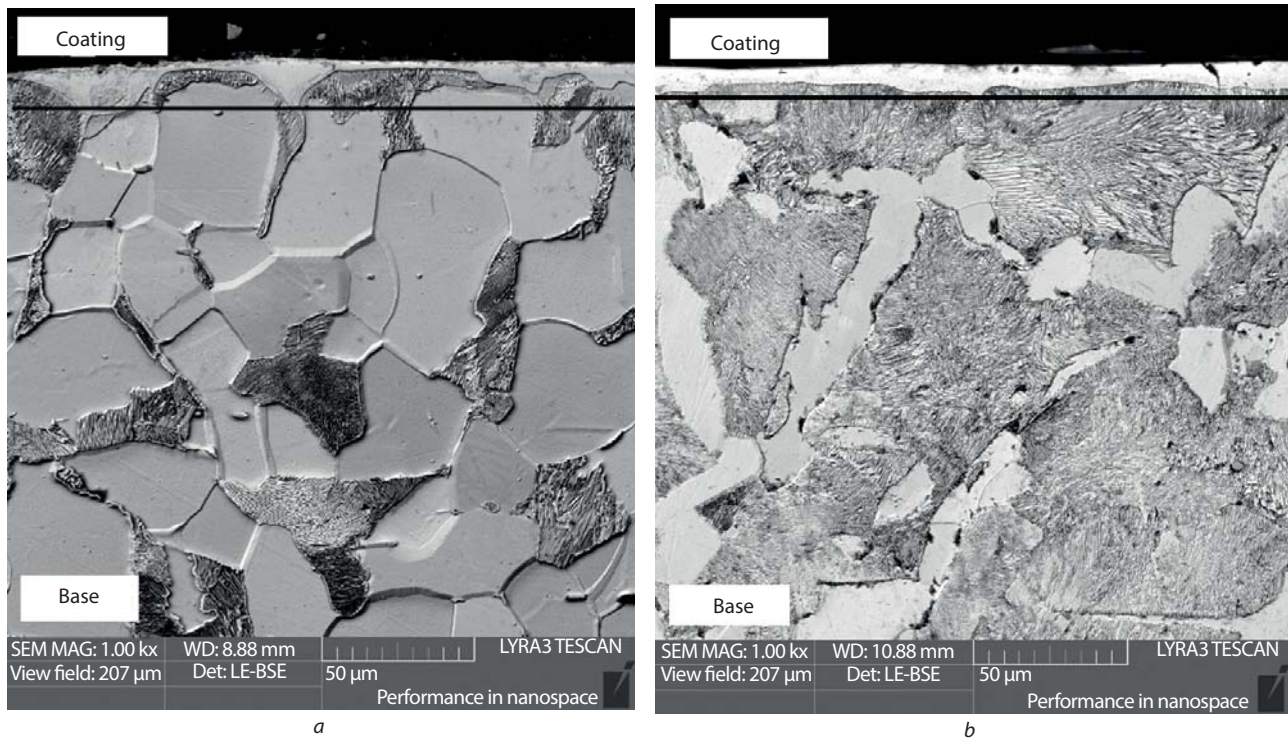 Coating
Base
SEM MAG: 1.00 kx WD: 8.88 mm LYRA3 TESCAN
View field: 207 μm Det: LE-BSE 50 μm
Performance in nanospace
a
Coating
Base
SEM MAG: 1.00 kx WD: 10.88 mm LYRA3 TESCAN
View field: 207 μm Det: LE-BSE 50 μm
Performance in nanospace
b